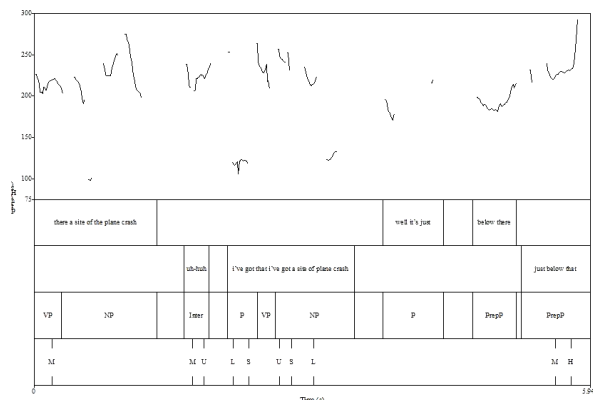 300
250
200
150
75
there a site of the plane crash
well it's just
below there
uh-huh
i've got that i've got a site of plane crash
just below that
VP NP Inter P VP NP P PrepP PrepP
M M U L S U S L M H
0 5.94
Time (s)